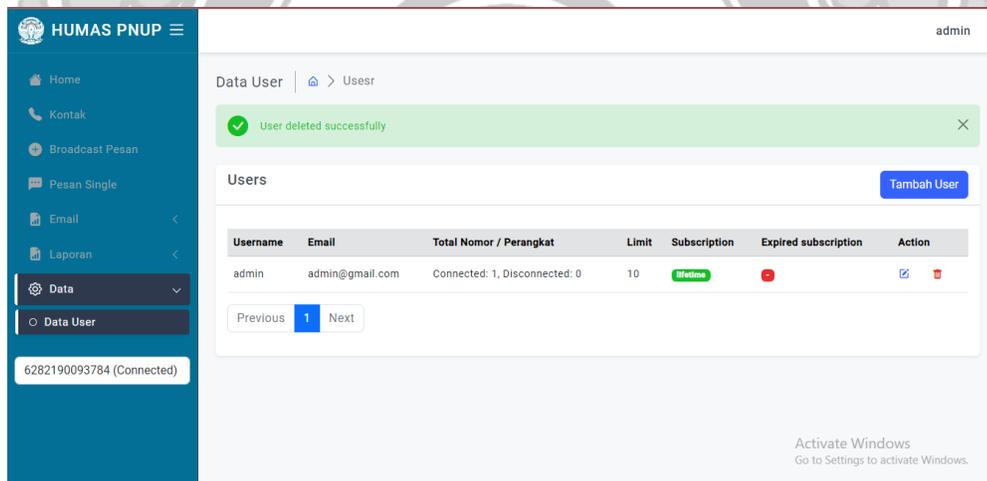 HUMAS PNUP
admin
Home
Kontak
Broadcast Pesan
Pesan Single
Email
Laporan
Data
Data User
6282190093784 (Connected)
Data User
Usesr
User deleted successfully
Users
Tambah User
Username Email Total Nomor / Perangkat Limit Subscription Expired subscription Action
admin admin@gmail.com Connected: 1, Disconnected: 0 10 lifetime -
Previous 1 Next
Activate Windows
Go to Settings to activate Windows.